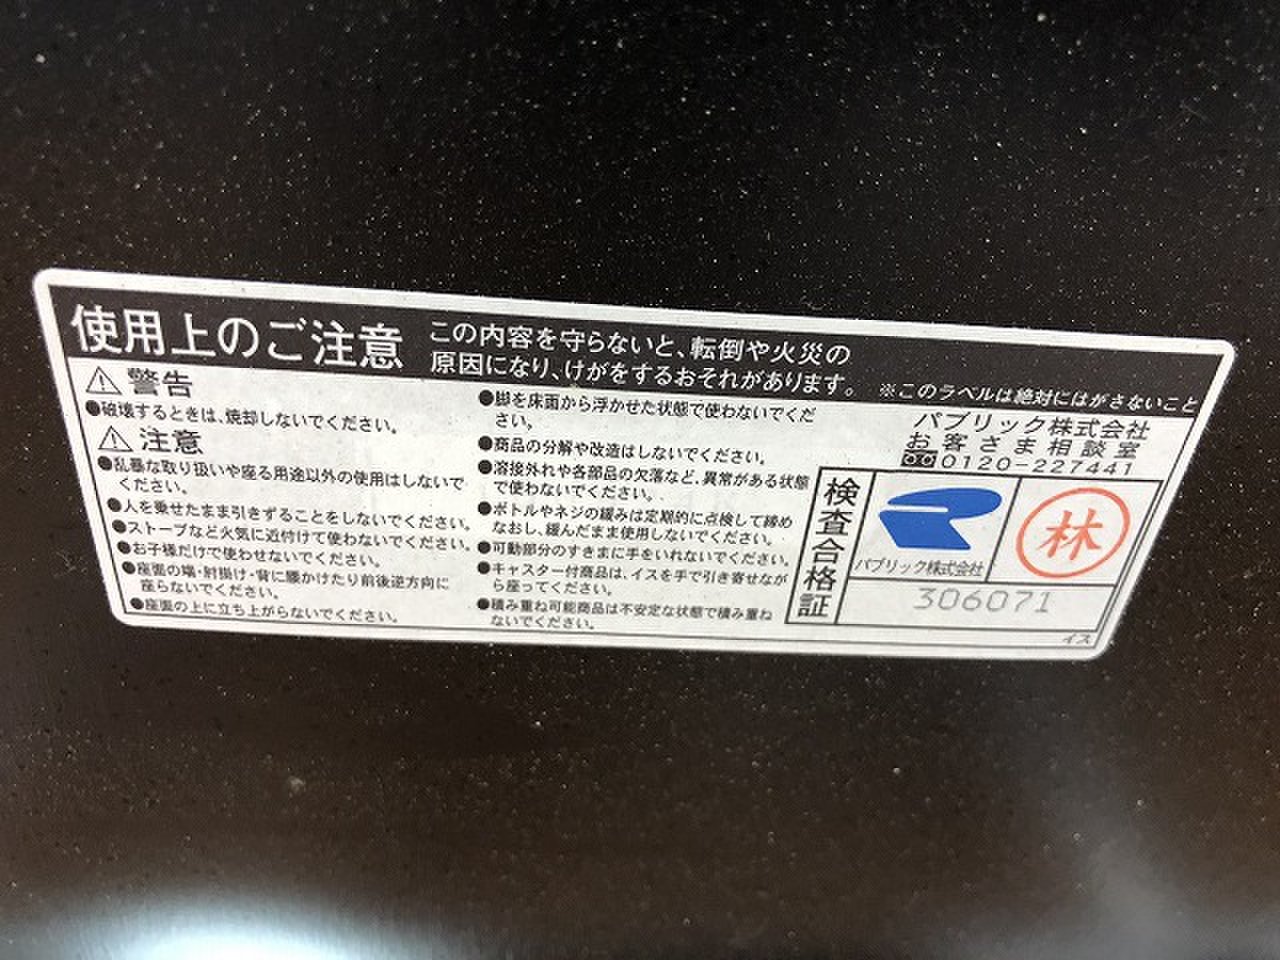 使用上のご注意
この内容を守らないと、転倒や火災の
原因になり、けがをするおそれがあります。
※このラベルは絶対にはがさないこと
⚠警告
●破壊するときは、焼却しないでください。
⚠注意
●乱暴な取り扱いや座る用途以外の使用はしないで
ください。
●人を乗せたまま引きずることをしないでください。
●ストーブなど火気に近付けて使わないでください。
●お子様だけで使わせないでください。
●座面の端・肘掛け・背に腰かけたり前後逆方向に
座らないでください。
●座面の上に立ち上がらないでください。
●脚を床面から浮かせた状態で使わないでくだ
さい。
●商品の分解や改造はしないでください。
●溶接外れや各部品の欠落など、異常がある状態
で使わないでください。
●ボトルやネジの緩みは定期的に点検して締め
なおし、緩んだまま使用しないでください。
●可動部分のすきまに手をいれないでください。
●キャスター付商品は、イスを手で引き寄せなが
ら座ってください。
●積み重ね可能商品は不安定な状態で積み重ね
ないでください。
パブリック株式会社
お客さま相談室
0120-227441
検査合格証
パブリック株式会社
林
306071
イス